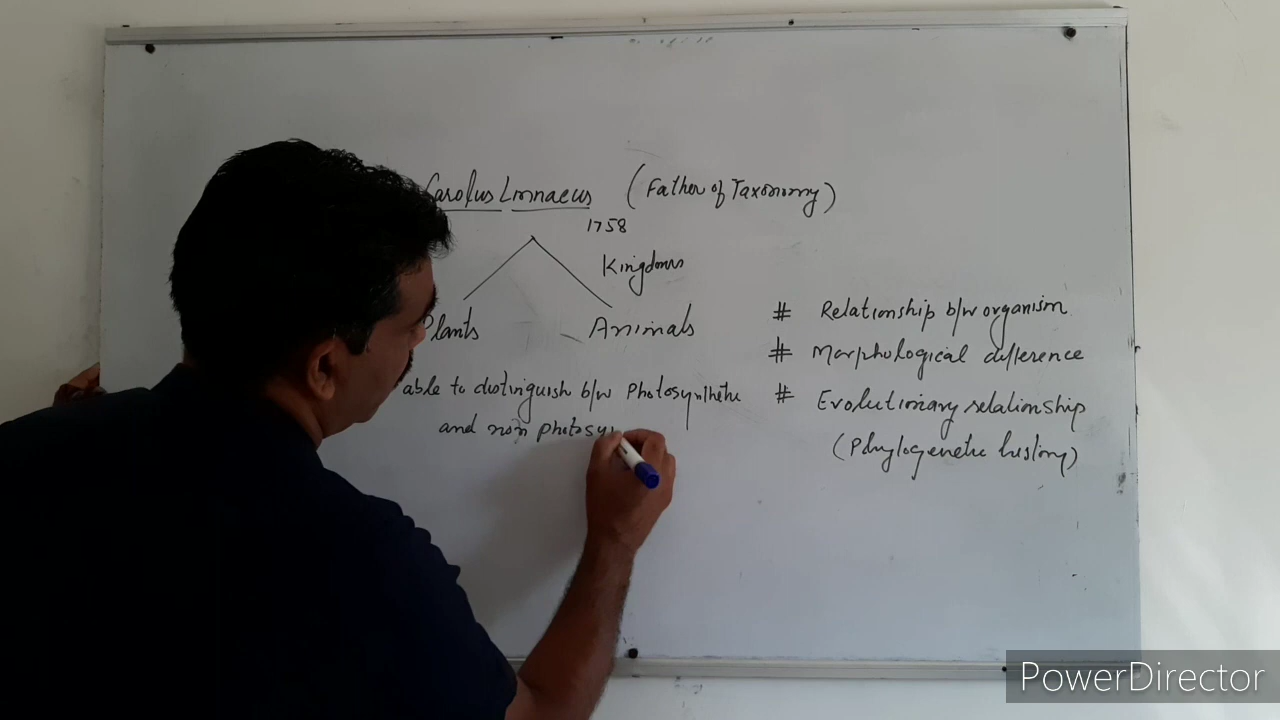 Carolus Linnaeus (Father of Taxonomy)
1758
Kingdoms
Plants Animals
able to distinguish b/w Photosynthetic
and non photosy
# Relationship b/w organism
# Morphological difference
# Evolutionary relationship
(Phylogenetic history)
PowerDirector